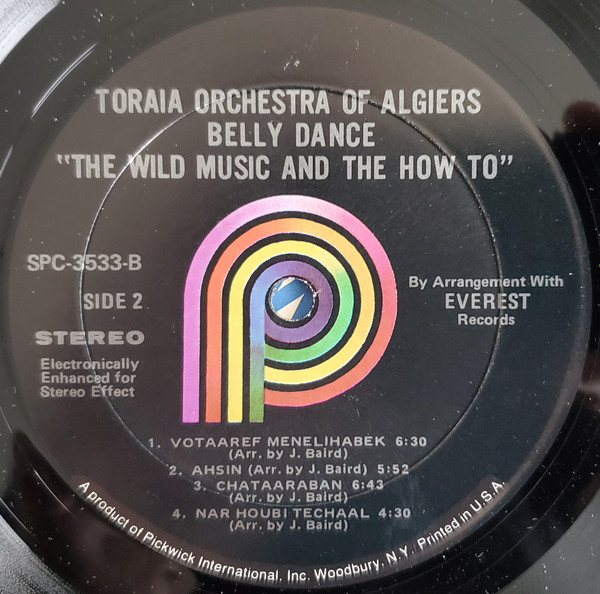 TORAIA ORCHESTRA OF ALGIERS
BELLY DANCE
"THE WILD MUSIC AND THE HOW TO"
SPC-3533-B
SIDE 2
STEREO
Electronically
Enhanced for
Stereo Effect
By Arrangement With
EVEREST
Records
1. VOTAAREF MENELIHABEK 6:30
(Arr. by J. Baird)
2. AHSIN (Arr. by J. Baird) 5:52
3. CHATAARABAN 6:43
(Arr. by J. Baird)
4. NAR HOUBI TECHAAL 4:30
(Arr. by J. Baird)
A product of Pickwick International, Inc. Woodbury, N.Y. Printed in U.S.A.